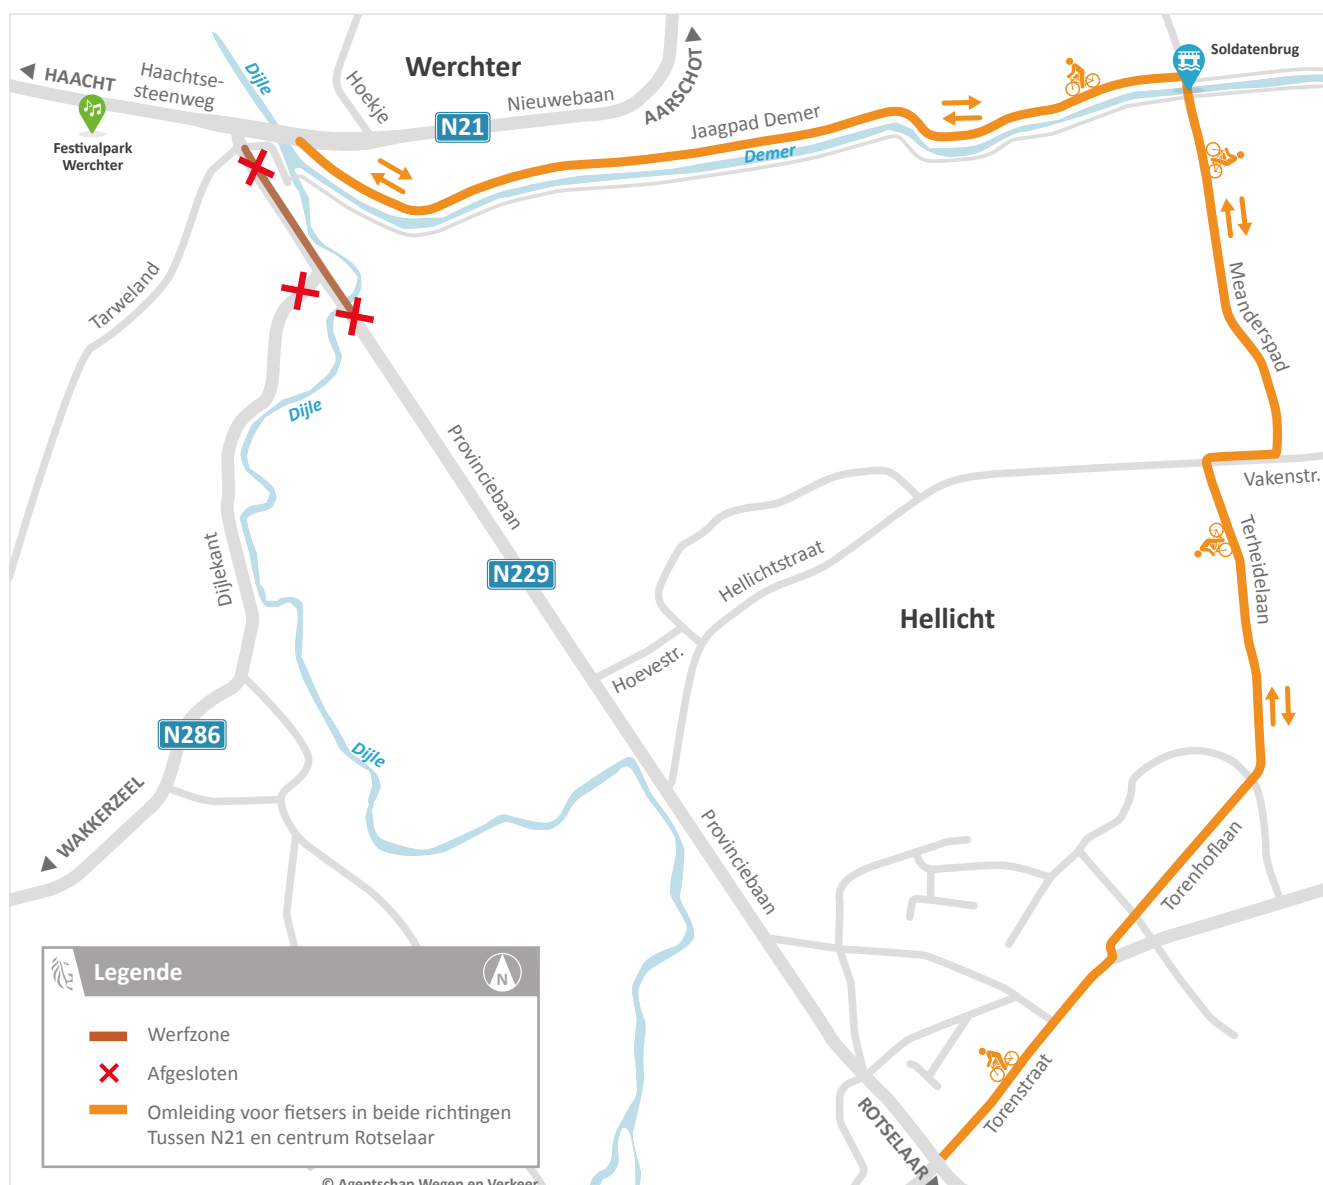 HAACHT
Haachtse-
steenweg
Dijle
Hoekje
Werchter
Nieuwebaan
N21
AARSCHOT
Soldatenbrug
Festivalpark
Werchter
Jaagpad Demer
Demer
Tarweland
Meanderspad
Dijle
Provinciebaan
Vakenstr.
Dijlekant
N229
Hellichtstraat
Terheidelaan
Hellicht
Hoevestr.
N286
Dijle
WAKKERZEEL
Provinciebaan
Torenhoflaan
Torenstraat
ROTSELAAR
Legende
N
Werfzone
Afgesloten
Omleiding voor fietsers in beide richtingen
Tussen N21 en centrum Rotselaar
© Agentschap Wegen en Verkeer